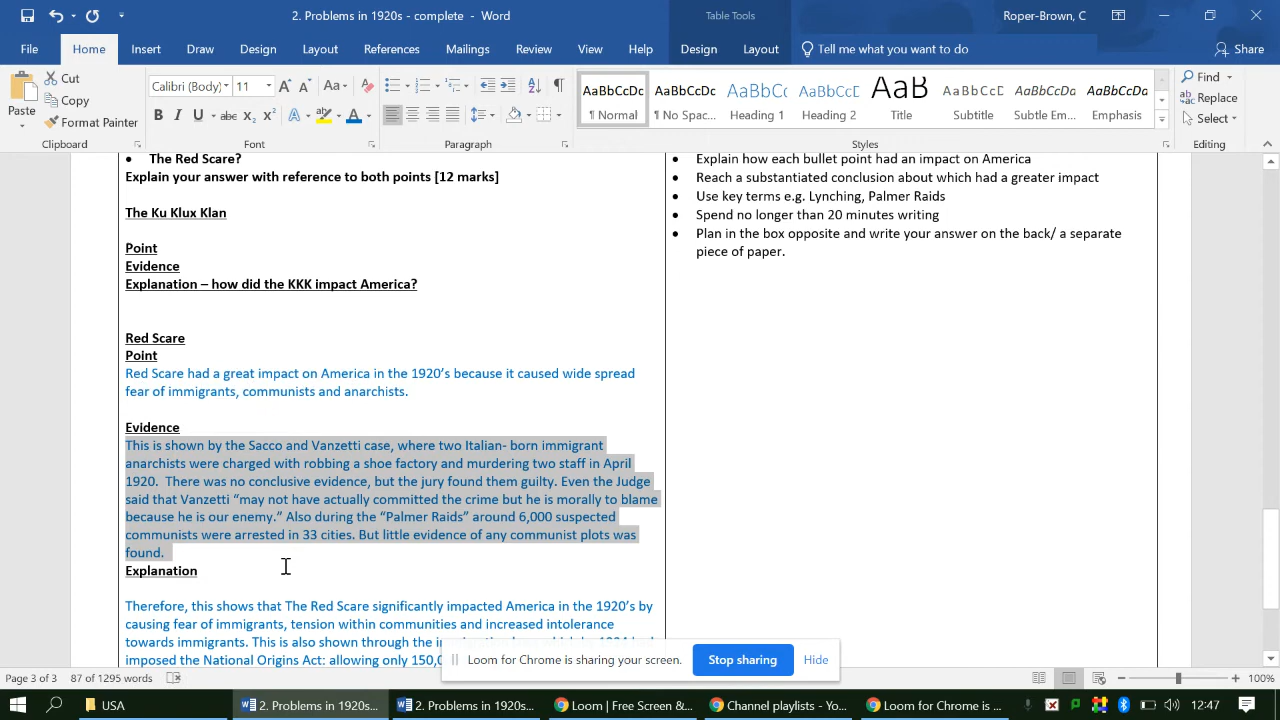 2. Problems in 1920s - complete - Word
Table Tools
Roper-Brown, C
File Home Insert Draw Design Layout References Mailings Review View Help Design Layout Tell me what you want to do Share
Paste
Cut
Copy
Format Painter
Clipboard
Calibri (Body) 11
Font
Paragraph
AaBbCcDc AaBbCcDc AaBbCc AaBbCcD AaB AaBbCcD AaBbCcDd AaBbCcDd
¶ Normal ¶ No Spac... Heading 1 Heading 2 Title Subtitle Subtle Em... Emphasis
Styles
Find
Replace
Select
Editing
• The Red Scare?
Explain your answer with reference to both points [12 marks]
The Ku Klux Klan
Point
Evidence
Explanation – how did the KKK impact America?
Red Scare
Point
Red Scare had a great impact on America in the 1920’s because it caused wide spread
fear of immigrants, communists and anarchists.
Evidence
This is shown by the Sacco and Vanzetti case, where two Italian- born immigrant
anarchists were charged with robbing a shoe factory and murdering two staff in April
1920.  There was no conclusive evidence, but the jury found them guilty. Even the Judge
said that Vanzetti “may not have actually committed the crime but he is morally to blame
because he is our enemy.” Also during the “Palmer Raids” around 6,000 suspected
communists were arrested in 33 cities. But little evidence of any communist plots was
found.
Explanation
Therefore, this shows that The Red Scare significantly impacted America in the 1920’s by
causing fear of immigrants, tension within communities and increased intolerance
towards immigrants. This is also shown through the
imposed the National Origins Act: allowing only 150,0
• Explain how each bullet point had an impact on America
• Reach a substantiated conclusion about which had a greater impact
• Use key terms e.g. Lynching, Palmer Raids
• Spend no longer than 20 minutes writing
• Plan in the box opposite and write your answer on the back/ a separate
piece of paper.
Loom for Chrome is sharing your screen. Stop sharing Hide
Page 3 of 3 87 of 1295 words
100%
USA
2. Problems in 1920s...
2. Problems in 1920s...
Loom | Free Screen &...
Channel playlists - Yo...
Loom for Chrome is ...
12:47